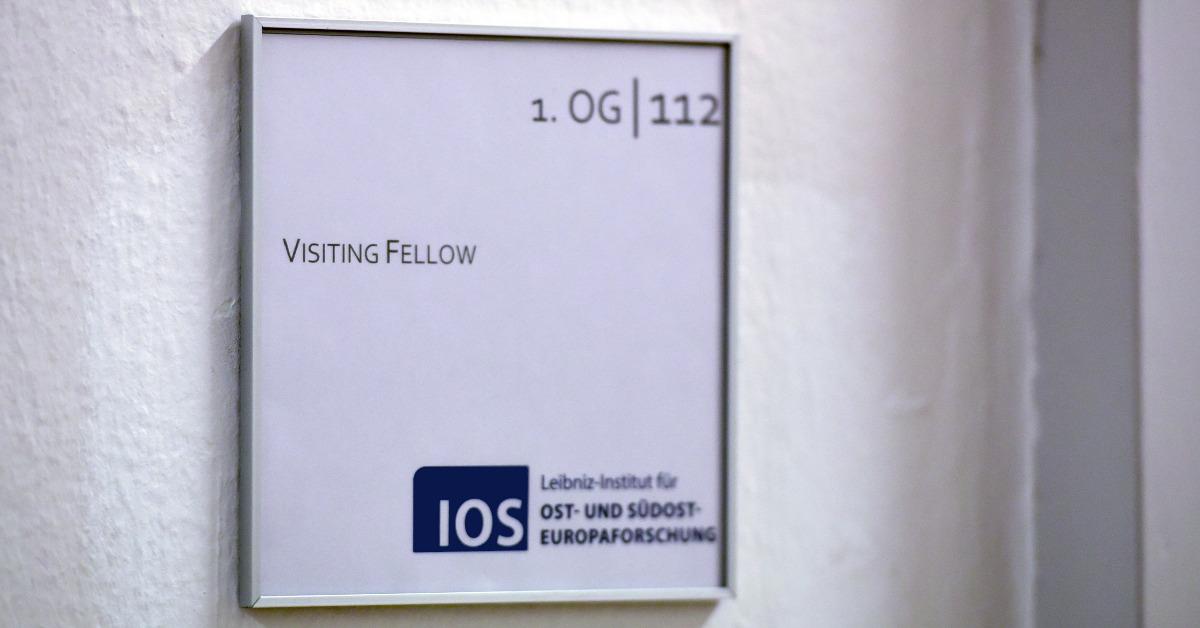 1. OG | 112
Visiting Fellow
IOS
Leibniz-Institut für
OST- UND SÜDOST-
EUROPAFORSCHUNG